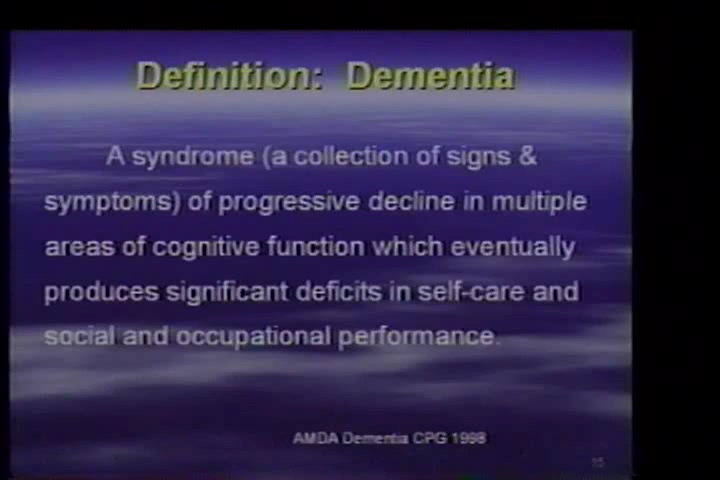 Definition: Dementia
A syndrome (a collection of signs &
symptoms) of progressive decline in multiple
areas of cognitive function which eventually
produces significant deficits in self-care and
social and occupational performance.
AMDA Dementia CPG 1998
15